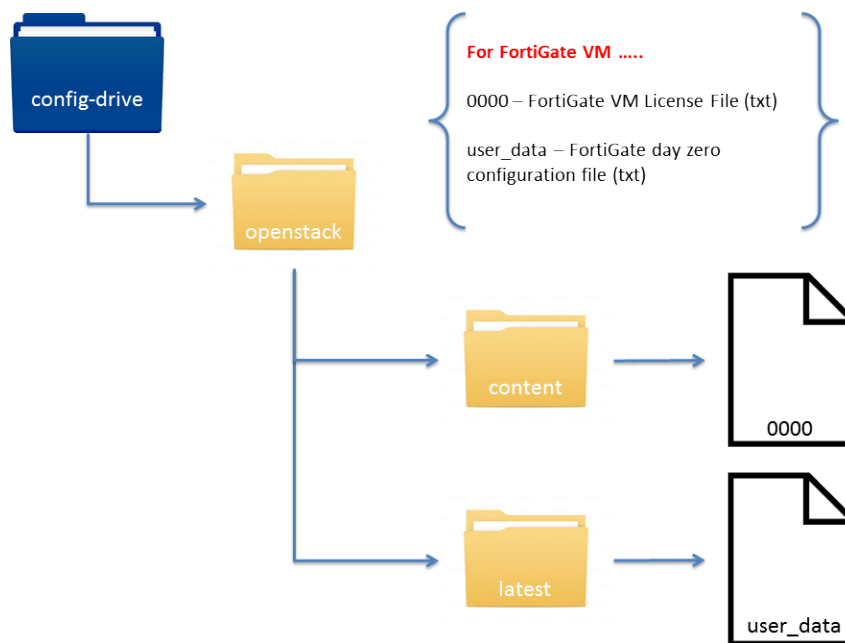 config-drive
For FortiGate VM .....
0000 – FortiGate VM License File (txt)
user_data – FortiGate day zero
configuration file (txt)
openstack
content
0000
latest
user_data